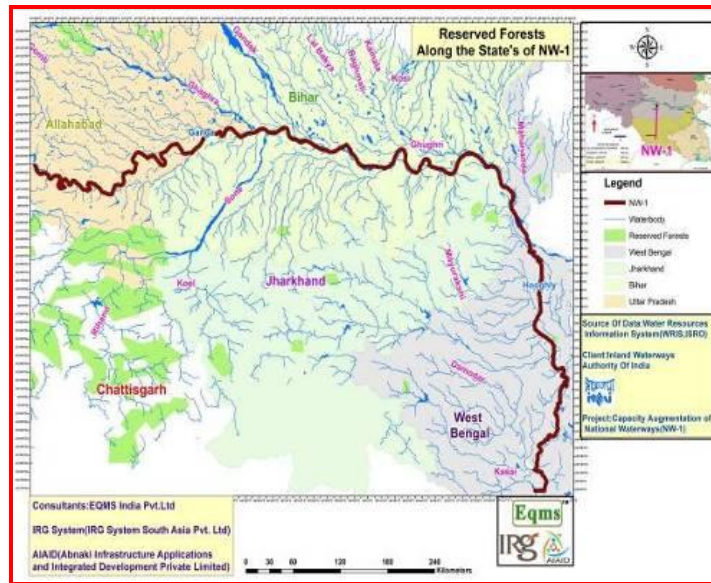 Reserved Forests
Along the State's of NW-1
Gandak
Lal Bakya
Kosi
Ghaghra
Bihar
Allahabad
Ganga
Ghughri
Sone
Koel
Jharkhand
Mayurakshi
Hooghly
Chattisgarh
Damodar
West
Bengal
Kasai
N
W
E
S
NW-1
Legend
NW-1
Waterbody
Reserved Forests
West Bengal
Jharkhand
Bihar
Uttar Pradesh
Source Of Data:Water Resources
Information System(WRIS,ISRO)
Client:Inland Waterways
Authority Of India
Project:Capacity Augmentation of
National Waterways(NW-1)
Consultants:EQMS India Pvt.Ltd
IRG System(IRG System South Asia Pvt. Ltd)
AIAID(Abnaki Infrastructure Applications
and Integrated Development Private Limited)
0 30 60 120 180 240
Kilometers
Eqms
IRG
AIAID